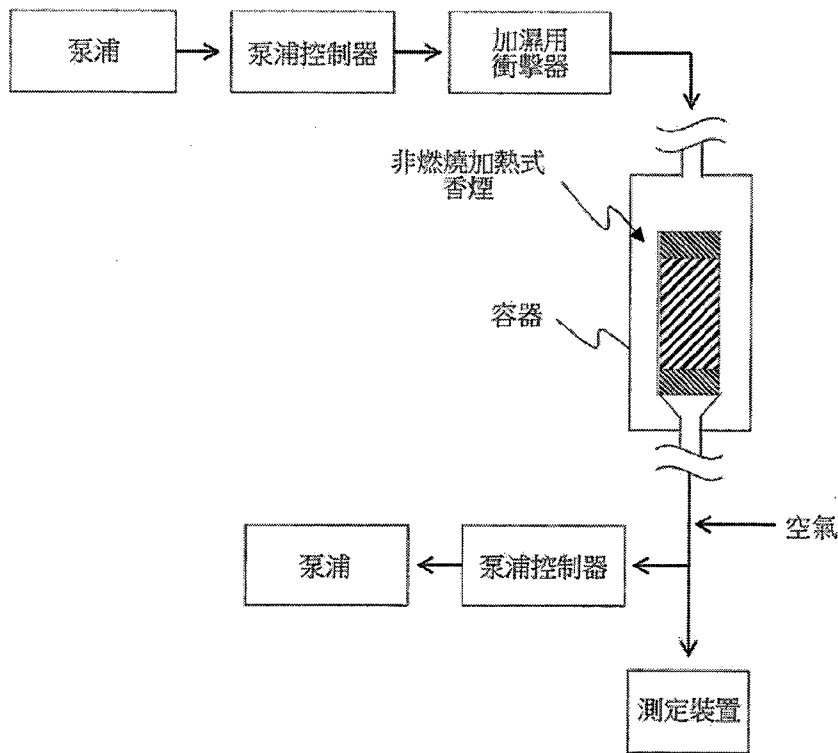 泵浦
泵浦控制器
加濕用
衝擊器
非燃燒加熱式
香煙
容器
空氣
泵浦
泵浦控制器
測定裝置